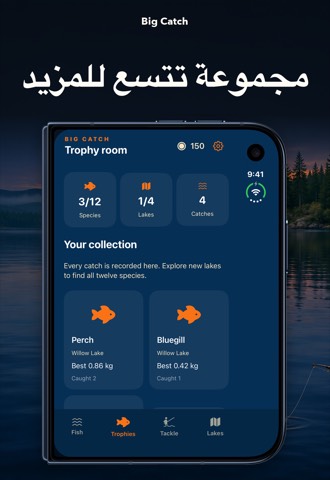 Big Catch
مجموعة تتسع للمزيد
BIG CATCH
Trophy room
150
9:41
3/12
Species
1/4
Lakes
4
Catches
Your collection
Every catch is recorded here. Explore new lakes
to find all twelve species.
Perch
Willow Lake
Best 0.86 kg
Caught 2
Bluegill
Willow Lake
Best 0.42 kg
Caught 1
Fish
Trophies
Tackle
Lakes